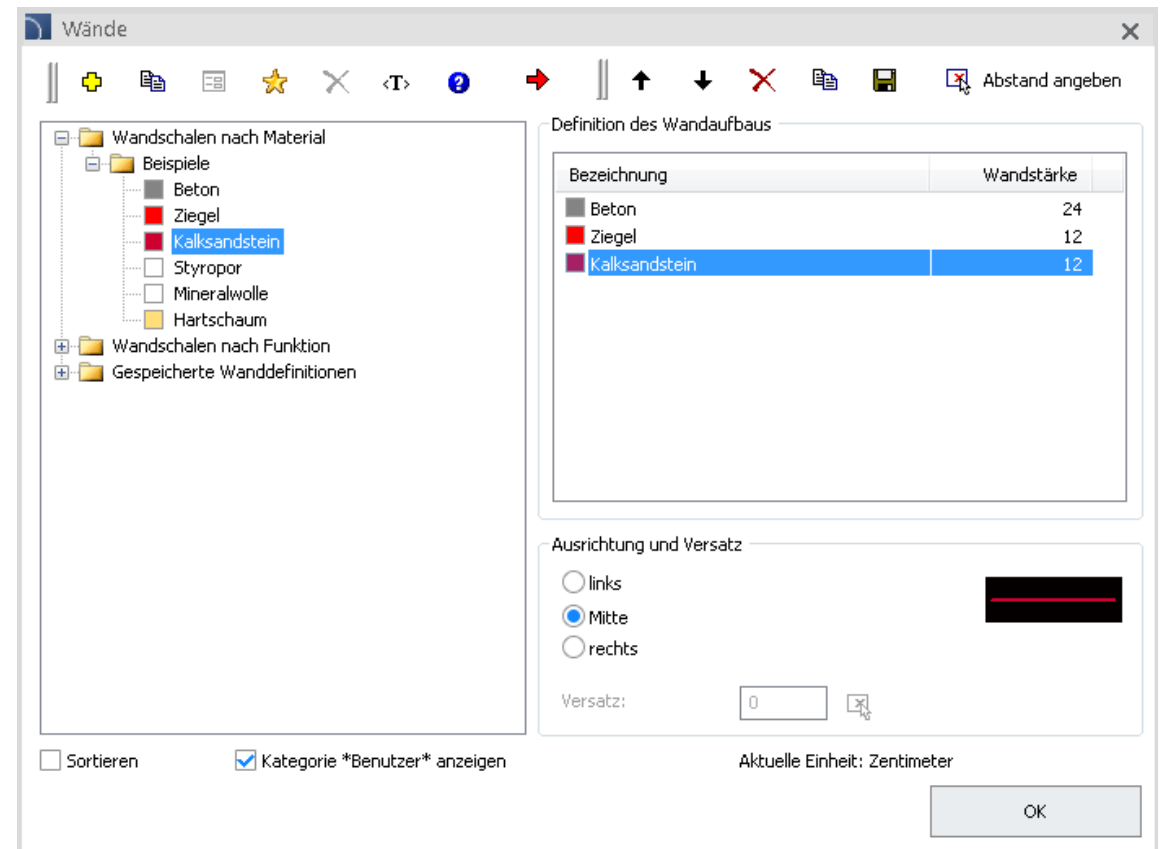 Wände
<T>
Abstand angeben
Wandschalen nach Material
Beispiele
Beton
Ziegel
Kalksandstein
Styropor
Mineralwolle
Hartschaum
Wandschalen nach Funktion
Gespeicherte Wanddefinitionen
Definition des Wandaufbaus
Bezeichnung Wandstärke
Beton 24
Ziegel 12
Kalksandstein 12
Ausrichtung und Versatz
links
Mitte
rechts
Versatz: 0
Sortieren Kategorie *Benutzer* anzeigen Aktuelle Einheit: Zentimeter
OK